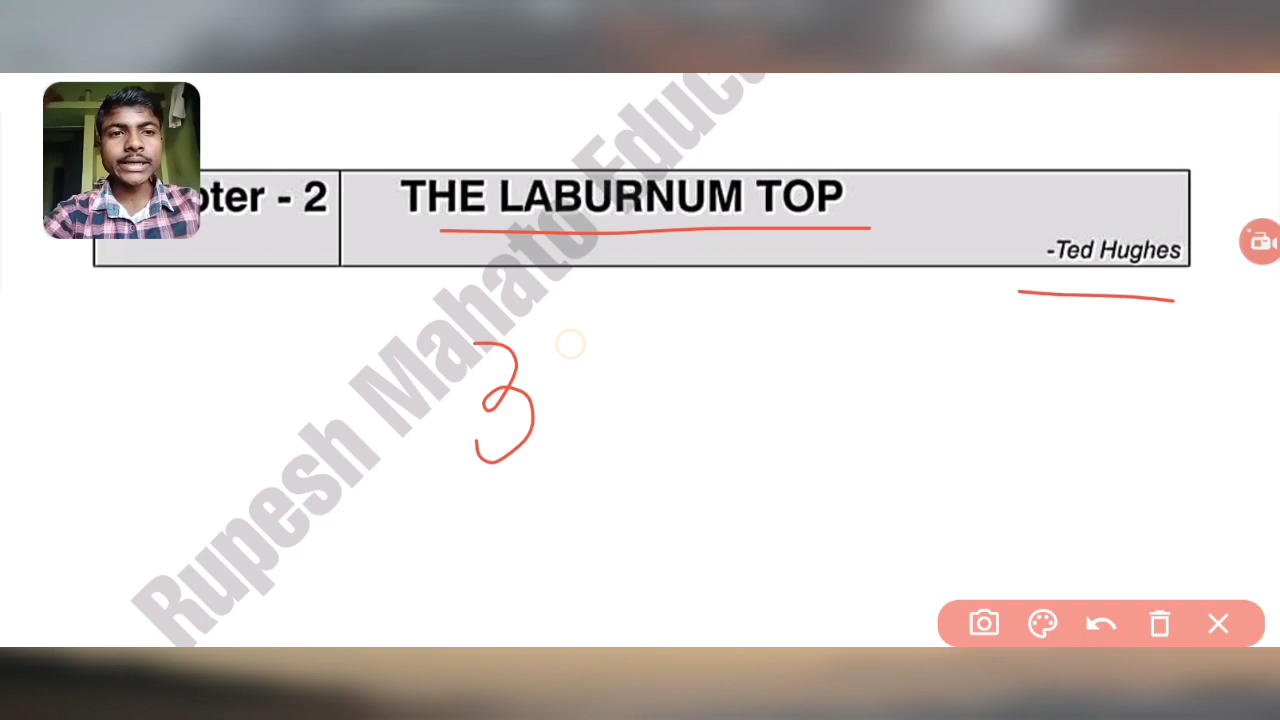 pter - 2
THE LABURNUM TOP
-Ted Hughes
3
Rupesh Mahato Educ